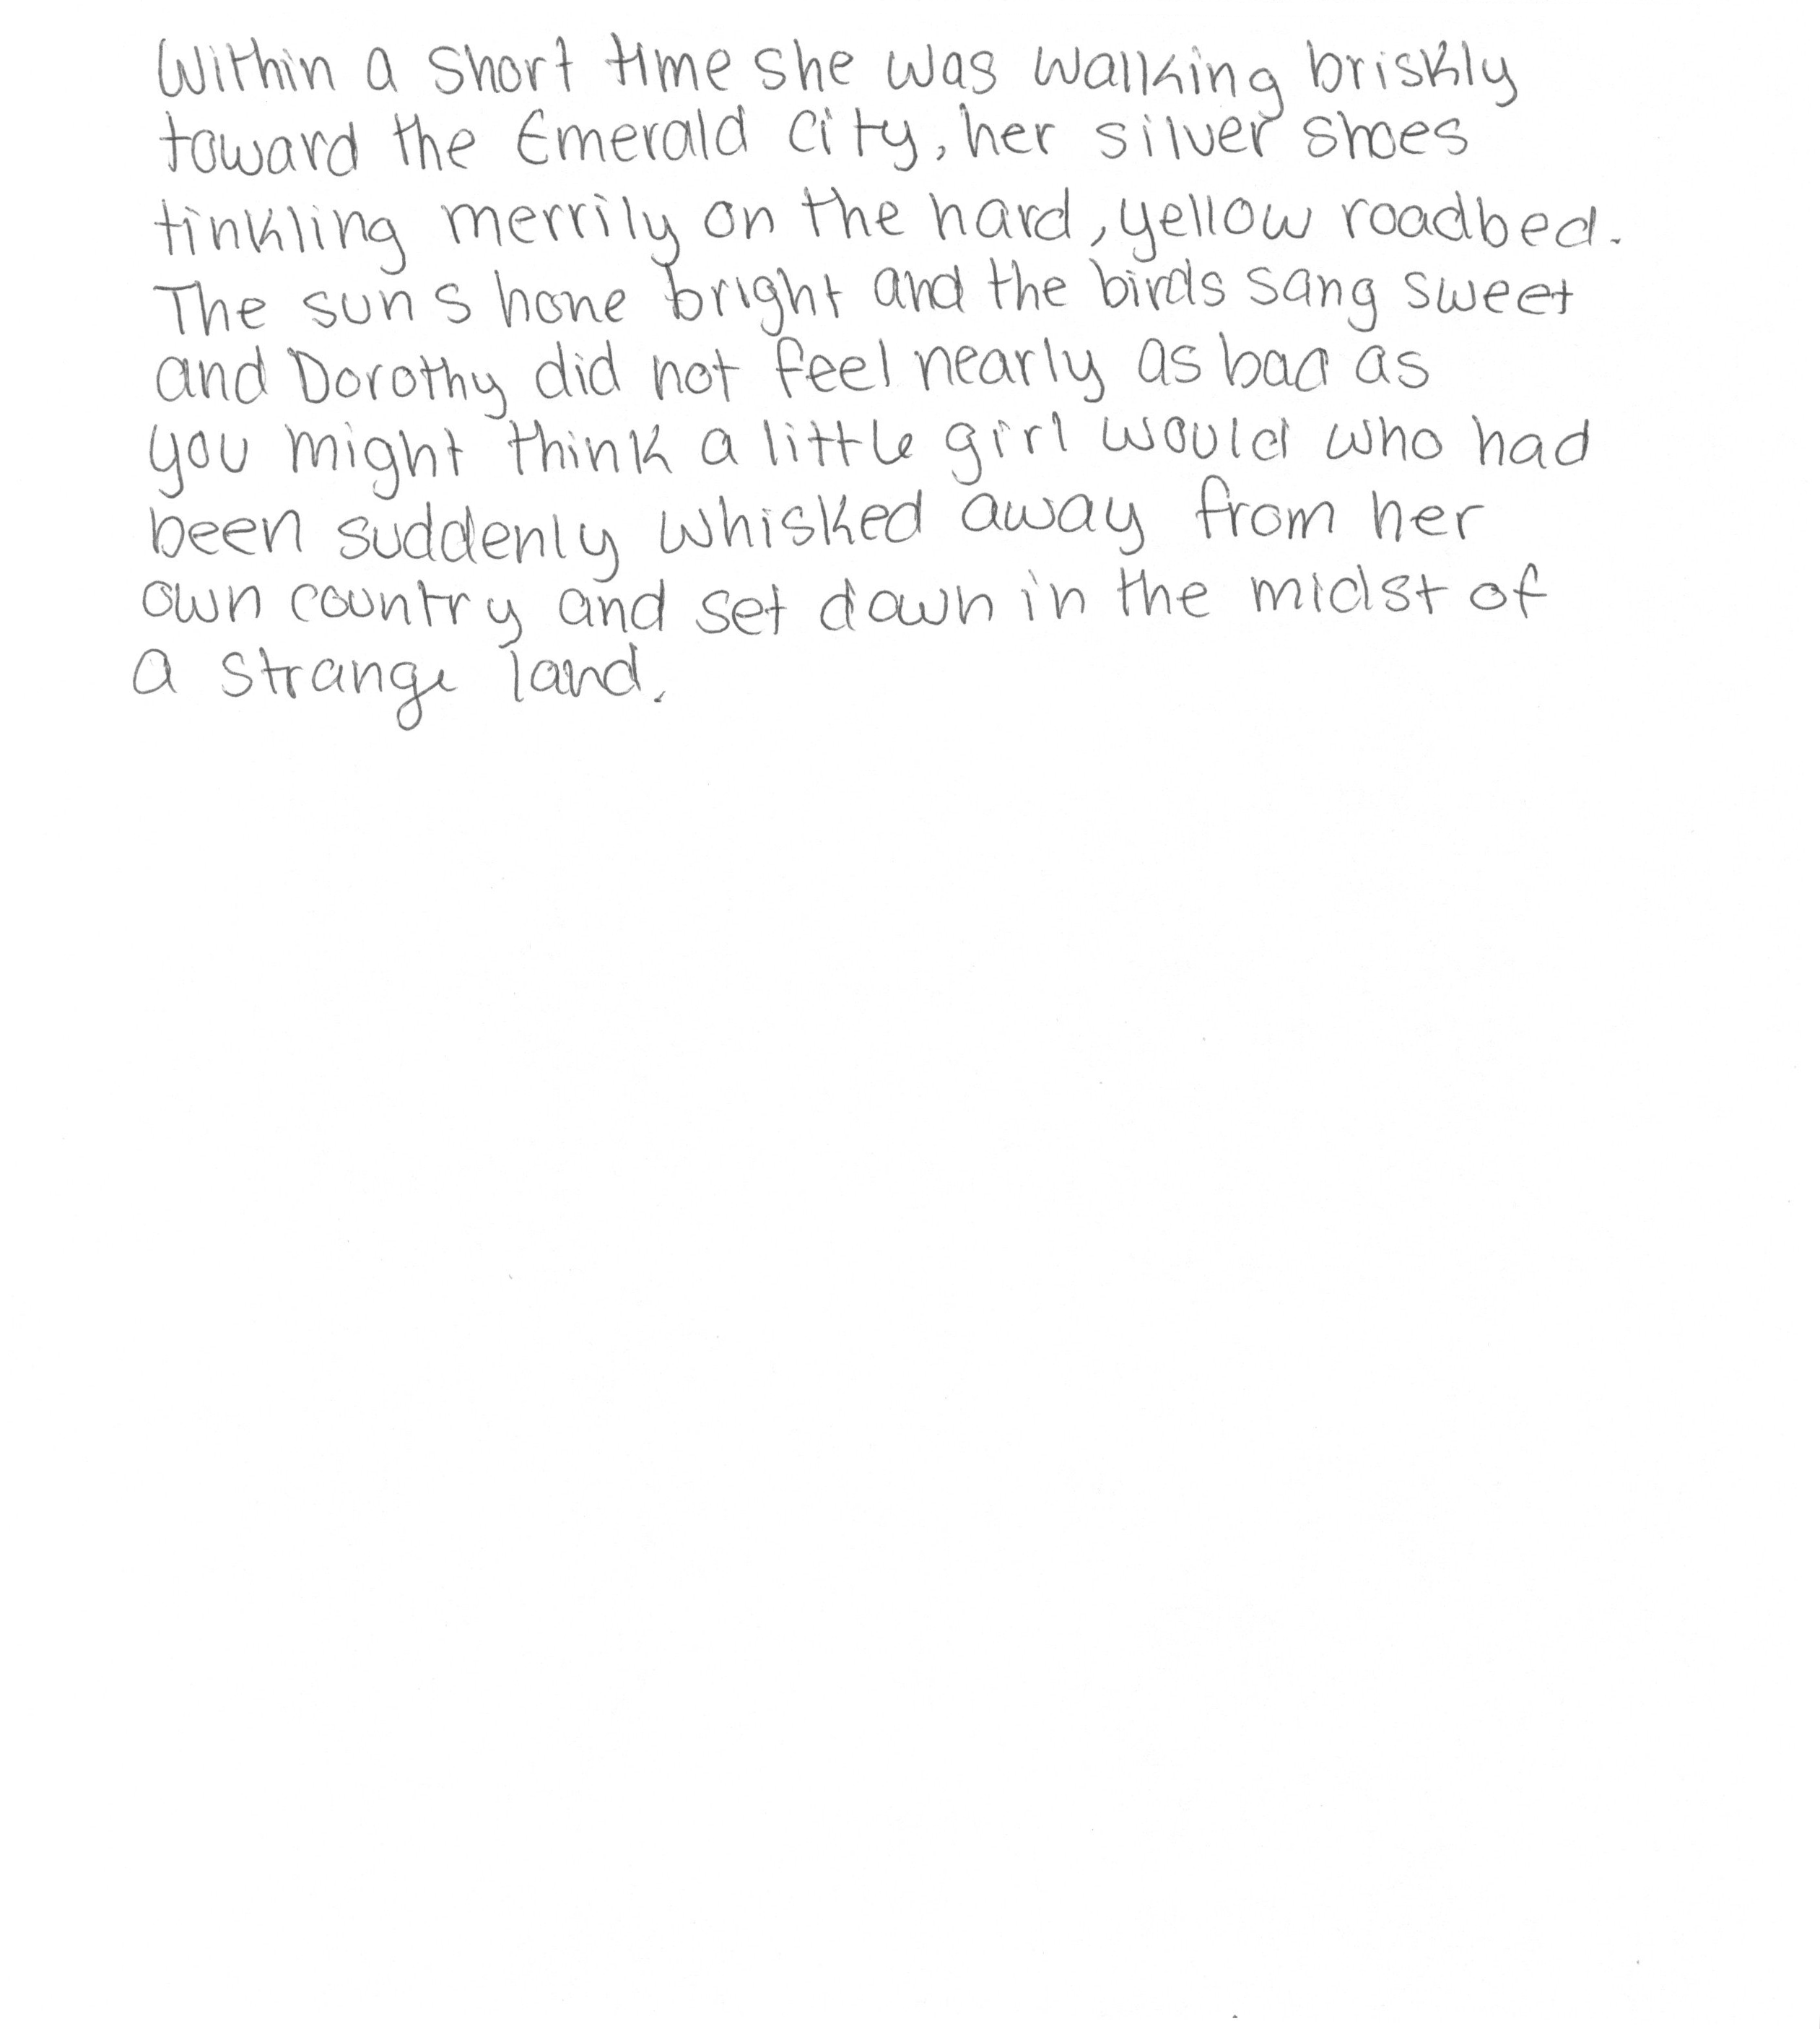 Within a short time she was walking briskly
toward the Emerald City, her silver shoes
tinkling merrily on the hard, yellow roadbed.
The sun shone bright and the birds sang sweet
and Dorothy did not feel nearly as bad as
you might think a little girl would who had
been suddenly whisked away from her
own country and set down in the midst of
a strange land.